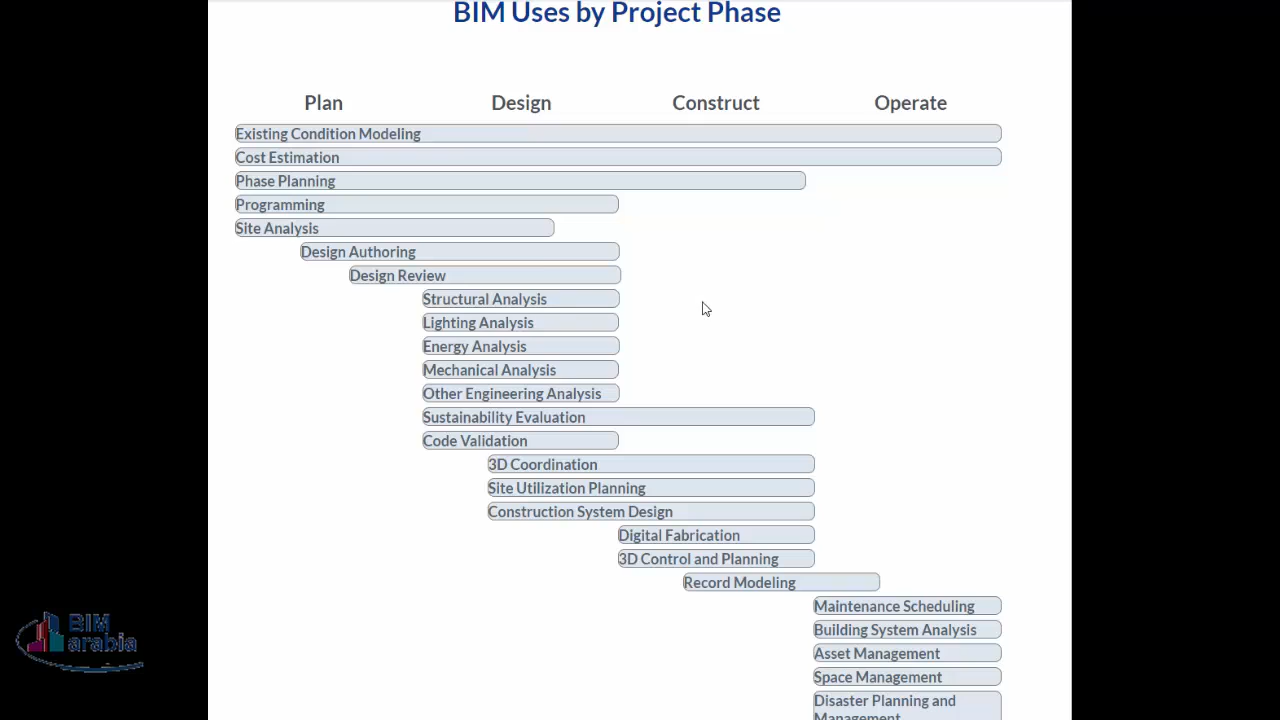 BIM Uses by Project Phase
Plan Design Construct Operate
Existing Condition Modeling
Cost Estimation
Phase Planning
Programming
Site Analysis
Design Authoring
Design Review
Structural Analysis
Lighting Analysis
Energy Analysis
Mechanical Analysis
Other Engineering Analysis
Sustainability Evaluation
Code Validation
3D Coordination
Site Utilization Planning
Construction System Design
Digital Fabrication
3D Control and Planning
Record Modeling
Maintenance Scheduling
Building System Analysis
Asset Management
Space Management
Disaster Planning and
Management
BIM
arabia